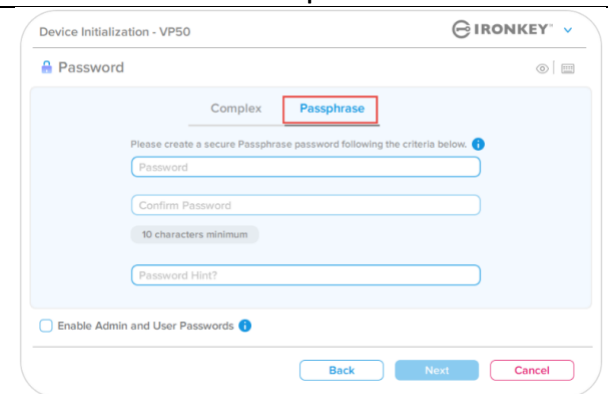 Device Initialization - VP50
IRONKEY™
Password
Complex
Passphrase
Please create a secure Passphrase password following the criteria below.
Password
Confirm Password
10 characters minimum
Password Hint?
Enable Admin and User Passwords
Back
Next
Cancel